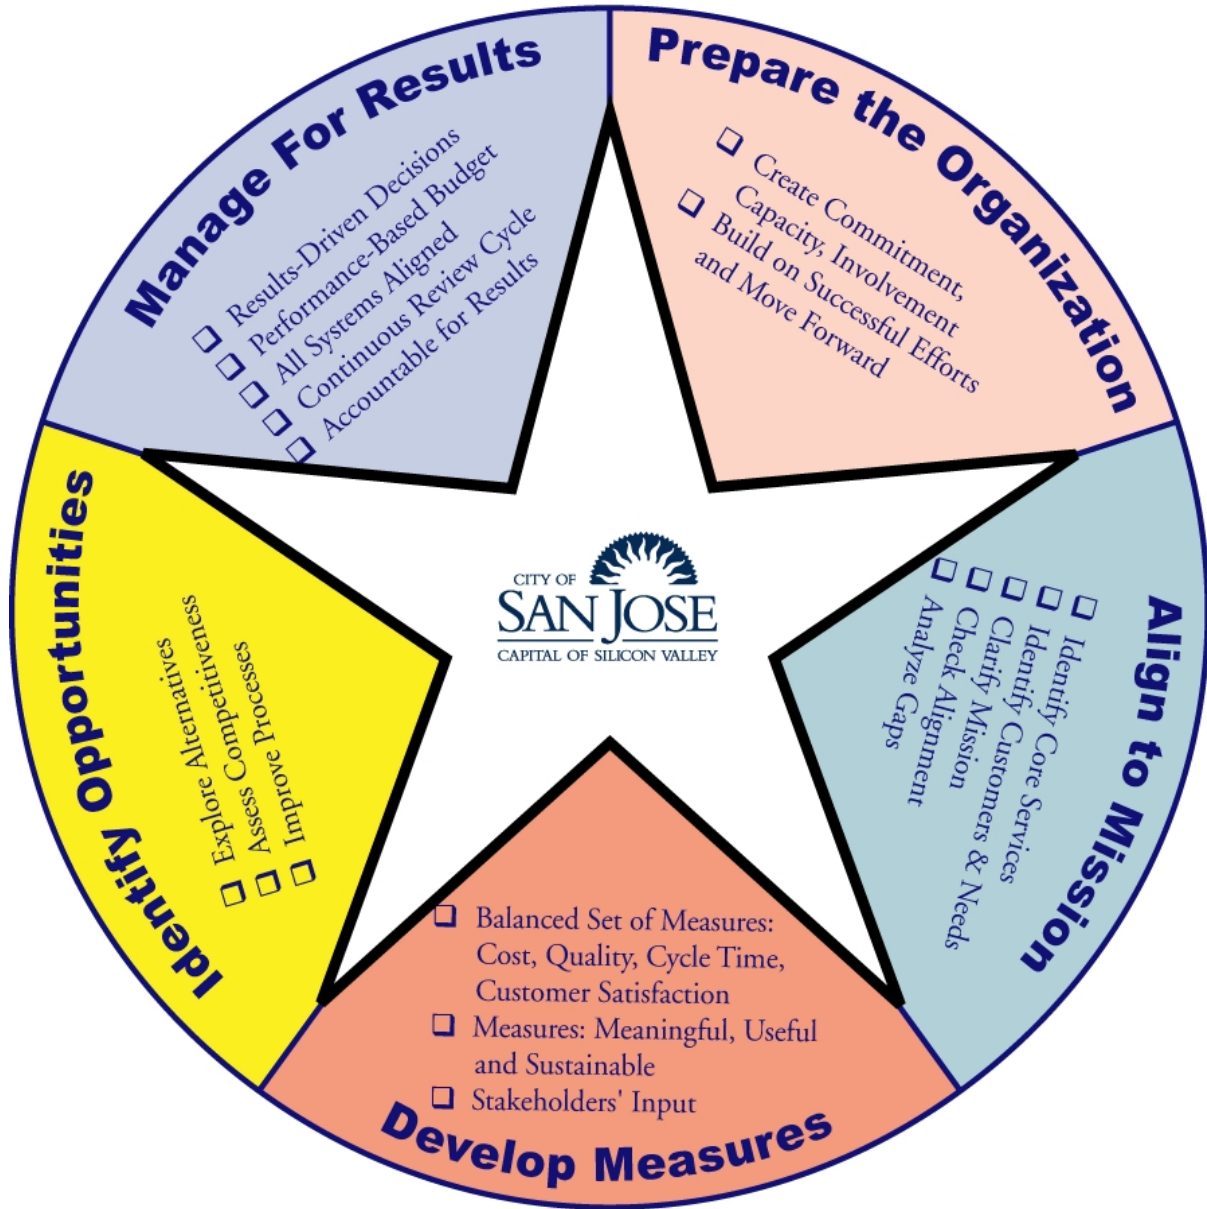 Prepare the Organization
❑ Create Commitment,
Capacity, Involvement
❑ Build on Successful Efforts
and Move Forward
Align to Mission
❑ Identify Core Services
❑ Identify Customers & Needs
❑ Clarify Mission
❑ Check Alignment
❑ Analyze Gaps
❑ Balanced Set of Measures:
Cost, Quality, Cycle Time,
Customer Satisfaction
❑ Measures: Meaningful, Useful
and Sustainable
❑ Stakeholders' Input
Develop Measures
Identify Opportunities
❑ Explore Alternatives
❑ Assess Competitiveness
❑ Improve Processes
Manage For Results
❑ Results-Driven Decisions
❑ Performance-Based Budget
❑ All Systems Aligned
❑ Continuous Review Cycle
❑ Accountable for Results
CITY OF
SAN JOSE
CAPITAL OF SILICON VALLEY